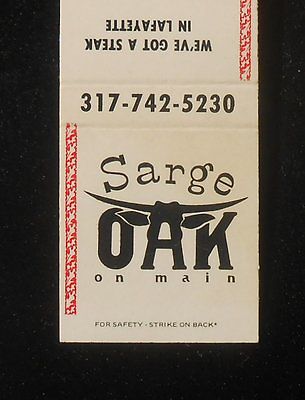 WE'VE GOT A STEAK
IN LAFAYETTE
317-742-5230
Sarge
OAK
on main
FOR SAFETY - STRIKE ON BACK*